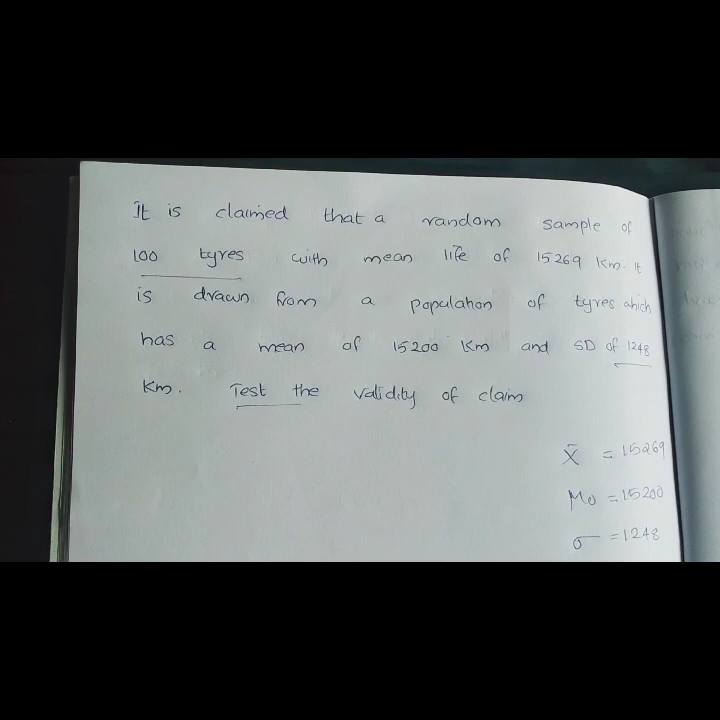 It is claimed that a random sample of
100 tyres with mean life of 15269 Km. It
is drawn from a population of tyres which
has a mean of 15200 Km and SD of 1248
Km. Test the validity of claim
X̄ = 15269
μ0 = 15200
σ = 1248